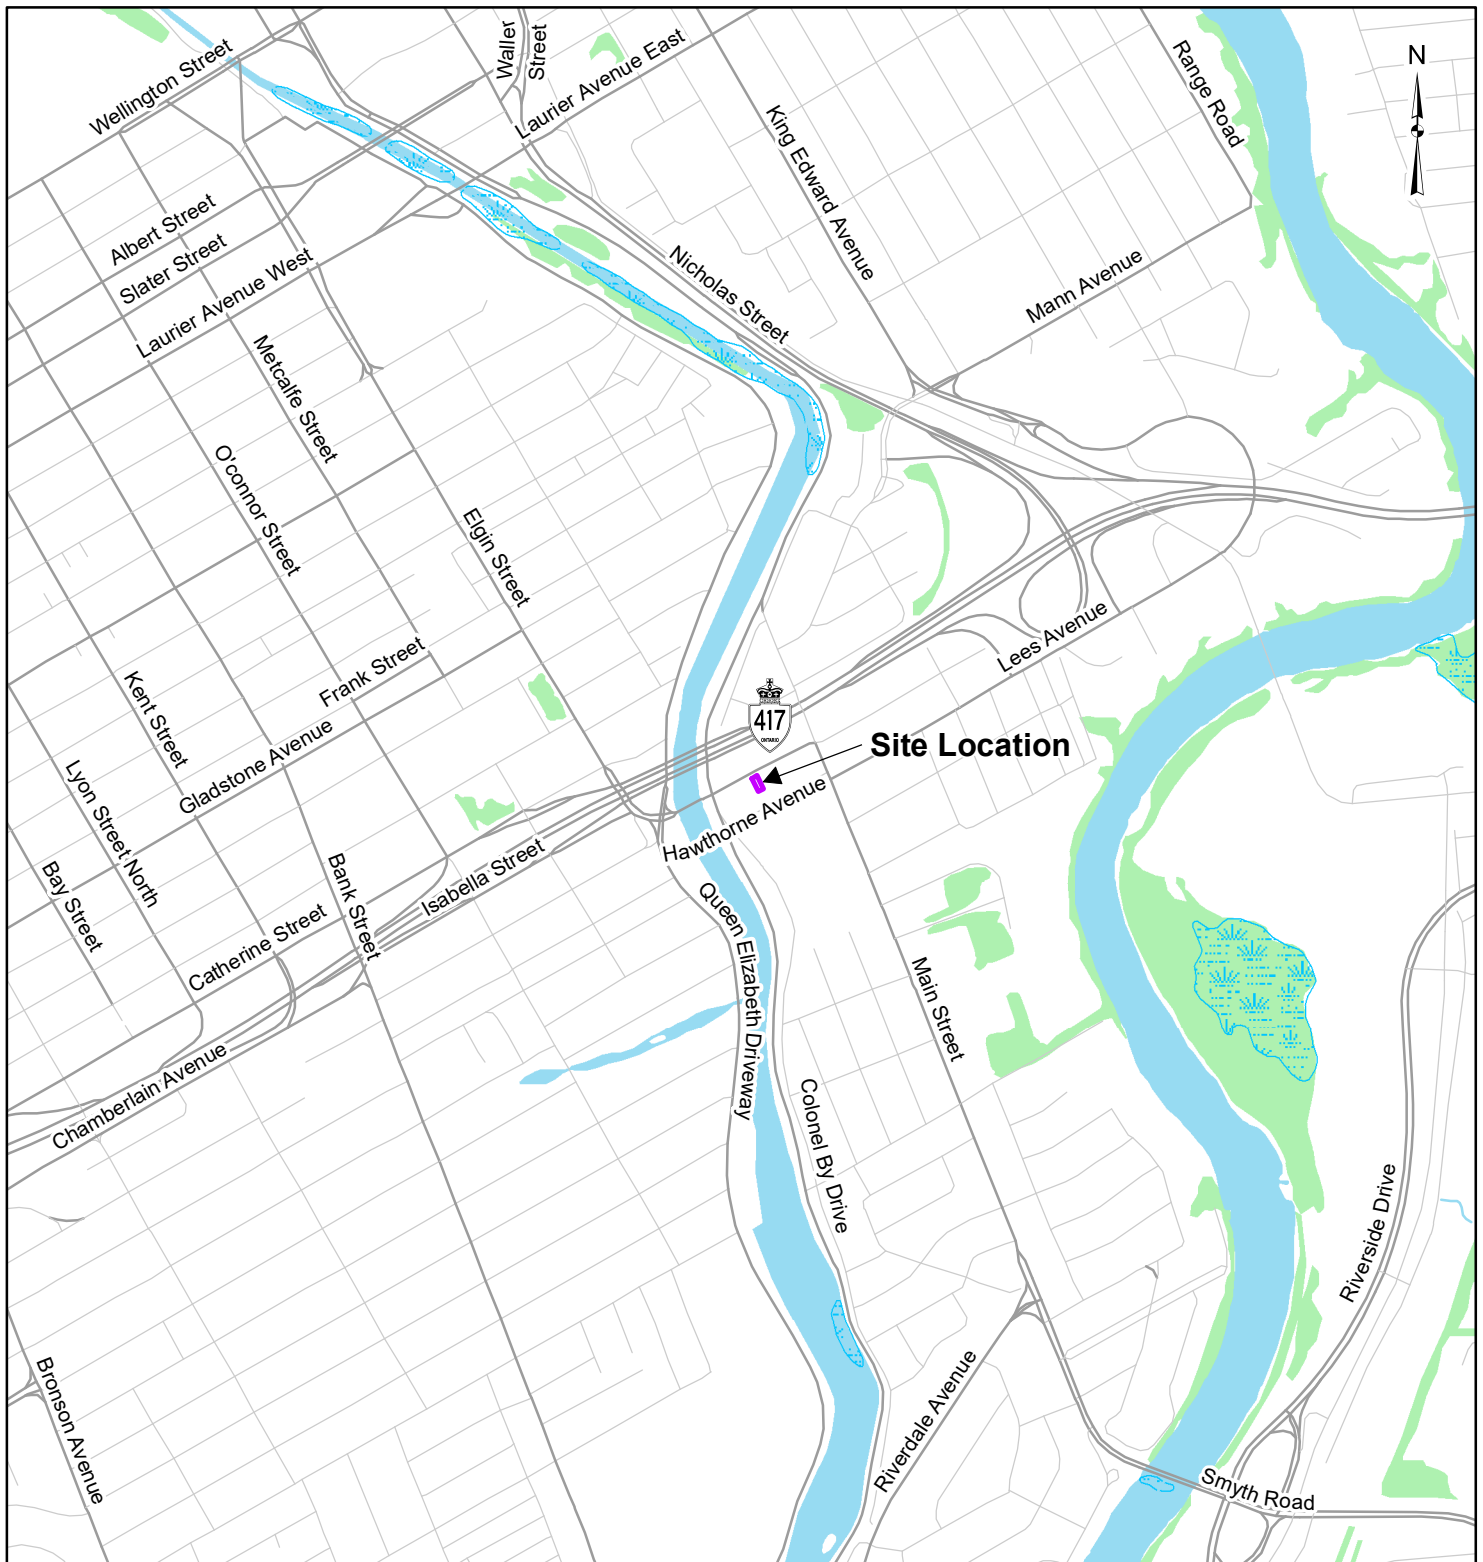 Wellington Street
Waller
Street
Laurier Avenue East
Range Road
N
King Edward Avenue
Albert Street
Slater Street
Laurier Avenue West
Nicholas Street
Mann Avenue
Metcalfe Street
O'connor Street
Elgin Street
Lees Avenue
Frank Street
Kent Street
Gladstone Avenue
417
ONTARIO
Site Location
Lyon Street North
Hawthorne Avenue
Bay Street
Bank Street
Isabella Street
Catherine Street
Queen Elizabeth Driveway
Main Street
Chamberlain Avenue
Colonel By Drive
Riverside Drive
Bronson Avenue
Riverdale Avenue
Smyth Road